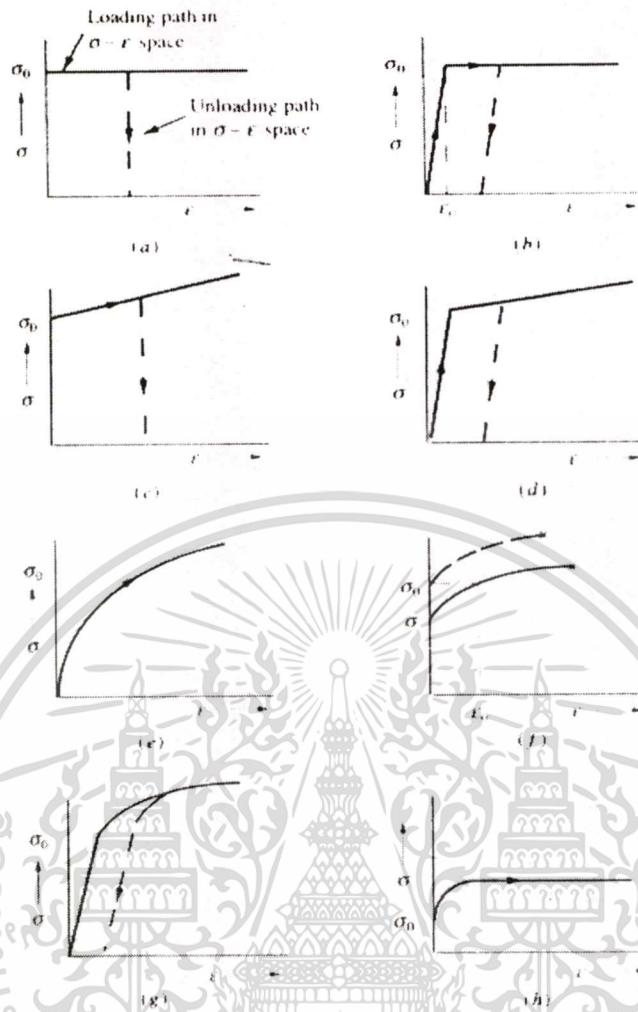 Loading path in
σ – ε space
σ₀
Unloading path
in σ – ε space
σ
ε
(a)
σ₀
σ
ε
(b)
σ₀
σ
ε
(c)
σ₀
σ
ε
(d)
σ₀
σ
ε
(e)
σ₀
σ
ε
(f)
σ₀
σ
ε
(g)
σ
σ₀
ε
(h)